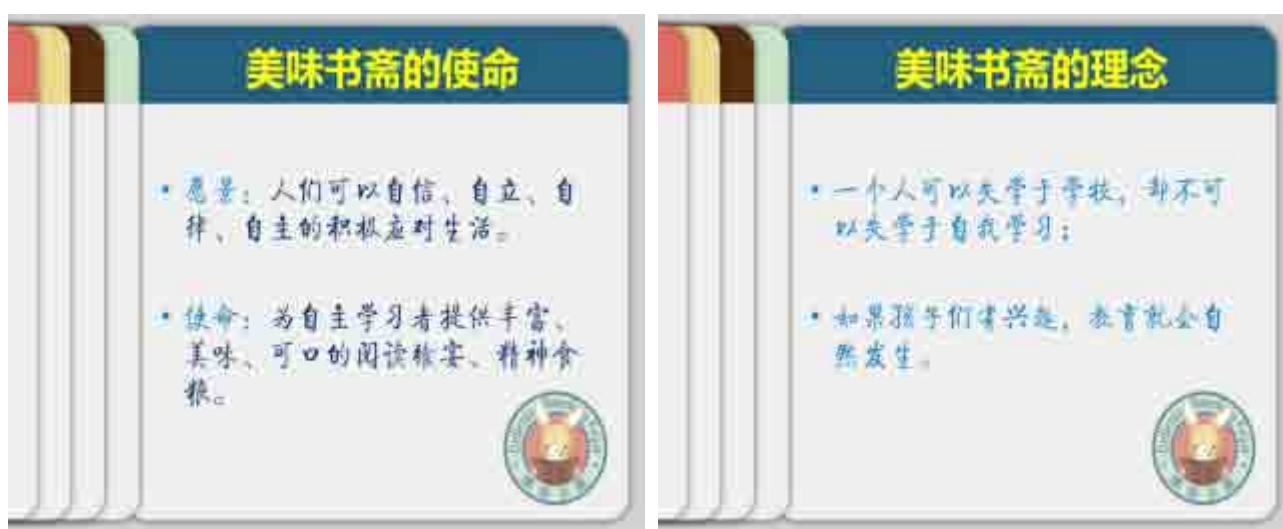 美味书斋的使命
• 愿景：人们可以自信、自立、自
律、自主的积极应对生活。
• 使命：为自主学习者提供丰富、
美味、可口的阅读飨宴、精神食
粮。
美味书斋的理念
• 一个人可以失学于学校，却不可
以失学于自我学习；
• 如果孩子们有兴趣，教育就会自
然发生。